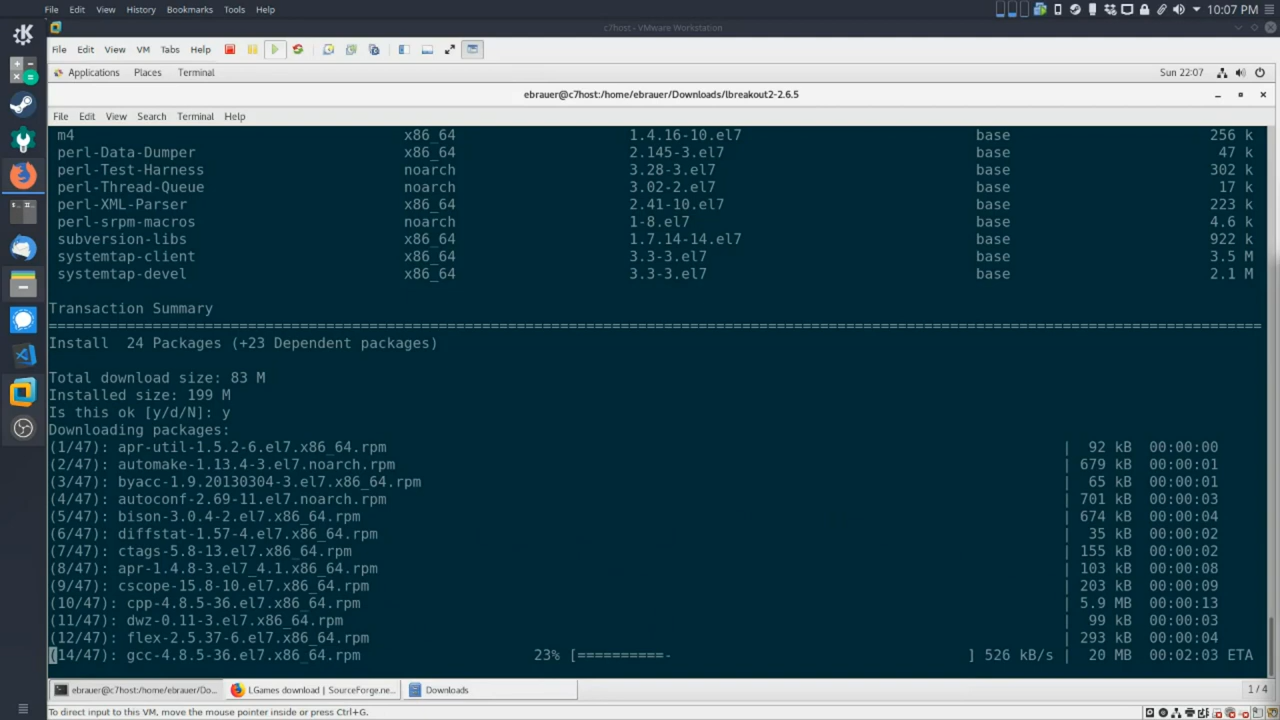 File Edit View History Bookmarks Tools Help 10:07 PM
c7host - VMware Workstation
File Edit View VM Tabs Help
Applications Places Terminal Sun 22:07
ebrauer@c7host:/home/ebrauer/Downloads/lbreakout2-2.6.5
File Edit View Search Terminal Help
m4 x86_64 1.4.16-10.el7 base 256 k
perl-Data-Dumper x86_64 2.145-3.el7 base 47 k
perl-Test-Harness noarch 3.28-3.el7 base 302 k
perl-Thread-Queue noarch 3.02-2.el7 base 17 k
perl-XML-Parser x86_64 2.41-10.el7 base 223 k
perl-srpm-macros noarch 1-8.el7 base 4.6 k
subversion-libs x86_64 1.7.14-14.el7 base 922 k
systemtap-client x86_64 3.3-3.el7 base 3.5 M
systemtap-devel x86_64 3.3-3.el7 base 2.1 M
Transaction Summary
Install 24 Packages (+23 Dependent packages)
Total download size: 83 M
Installed size: 199 M
Is this ok [y/d/N]: y
Downloading packages:
(1/47): apr-util-1.5.2-6.el7.x86_64.rpm | 92 kB 00:00:00
(2/47): automake-1.13.4-3.el7.noarch.rpm | 679 kB 00:00:01
(3/47): byacc-1.9.20130304-3.el7.x86_64.rpm | 65 kB 00:00:01
(4/47): autoconf-2.69-11.el7.noarch.rpm | 701 kB 00:00:03
(5/47): bison-3.0.4-2.el7.x86_64.rpm | 674 kB 00:00:04
(6/47): diffstat-1.57-4.el7.x86_64.rpm | 35 kB 00:00:02
(7/47): ctags-5.8-13.el7.x86_64.rpm | 155 kB 00:00:02
(8/47): apr-1.4.8-3.el7_4.1.x86_64.rpm | 103 kB 00:00:08
(9/47): cscope-15.8-10.el7.x86_64.rpm | 203 kB 00:00:09
(10/47): cpp-4.8.5-36.el7.x86_64.rpm | 5.9 MB 00:00:13
(11/47): dwz-0.11-3.el7.x86_64.rpm | 99 kB 00:00:03
(12/47): flex-2.5.37-6.el7.x86_64.rpm | 293 kB 00:00:04
(14/47): gcc-4.8.5-36.el7.x86_64.rpm 23% [==========- ] 526 kB/s | 20 MB 00:02:03 ETA
ebrauer@c7host:/home/ebrauer/Do... LGames download | SourceForge.ne... Downloads 1 / 4
To direct input to this VM, move the mouse pointer inside or press Ctrl+G.